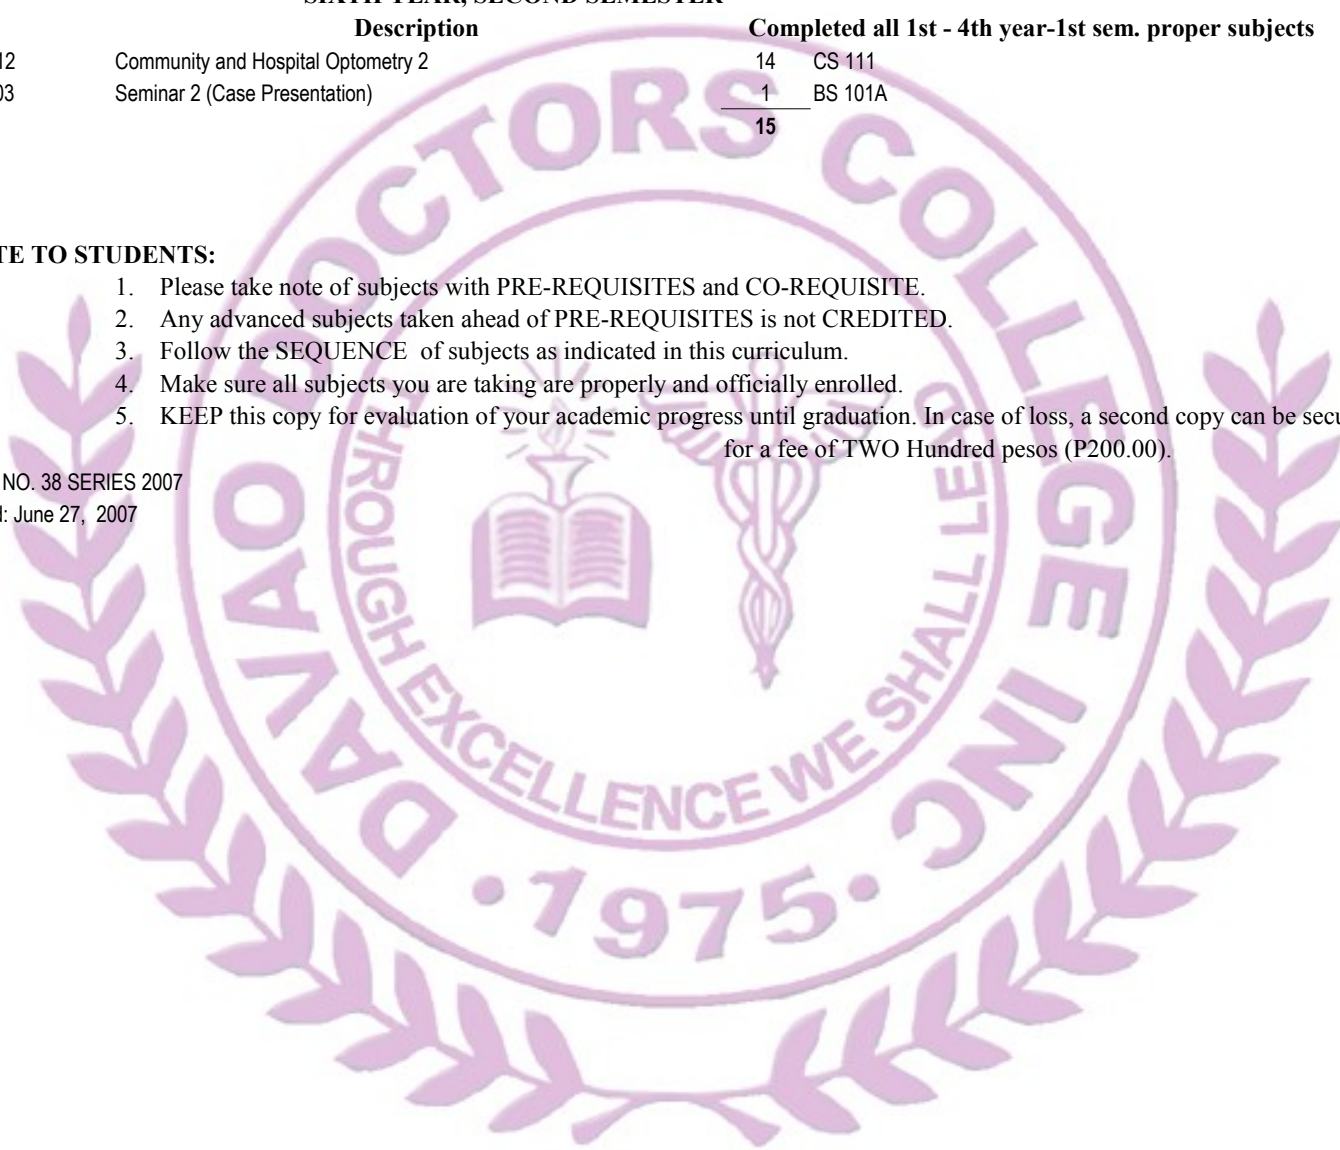 SIXTH YEAR, SECOND SEMESTER
Description Completed all 1st - 4th year-1st sem. proper subjects
12 Community and Hospital Optometry 2 14 CS 111
03 Seminar 2 (Case Presentation) 1 BS 101A
15
TE TO STUDENTS:
1. Please take note of subjects with PRE-REQUISITES and CO-REQUISITE.
2. Any advanced subjects taken ahead of PRE-REQUISITES is not CREDITED.
3. Follow the SEQUENCE of subjects as indicated in this curriculum.
4. Make sure all subjects you are taking are properly and officially enrolled.
5. KEEP this copy for evaluation of your academic progress until graduation. In case of loss, a second copy can be secu
for a fee of TWO Hundred pesos (P200.00).
NO. 38 SERIES 2007
d: June 27, 2007
DAVAO DOCTORS COLLEGE INC
THROUGH EXCELLENCE WE SHALL LEAD
• 1975 •